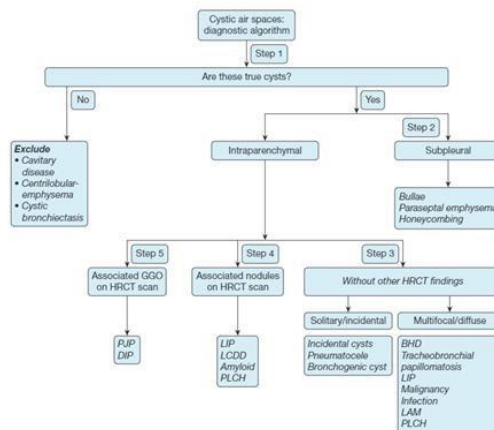 Cystic air spaces:
diagnostic algorithm
Step 1
Are these true cysts?
No
Yes
Step 2
Exclude
• Cavitary
disease
• Centrilobular-
emphysema
• Cystic
bronchiectasis
Intraparenchymal
Subpleural
Bullae
Paraseptal emphysema
Honeycombing
Step 5
Step 4
Step 3
Associated GGO
on HRCT scan
Associated nodules
on HRCT scan
Without other HRCT findings
Solitary/incidental
Multifocal/diffuse
PJP
DIP
LIP
LCDD
Amyloid
PLCH
Incidental cysts
Pneumatocele
Bronchogenic cyst
BHD
Tracheobronchial
papillomatosis
LIP
Malignancy
Infection
LAM
PLCH